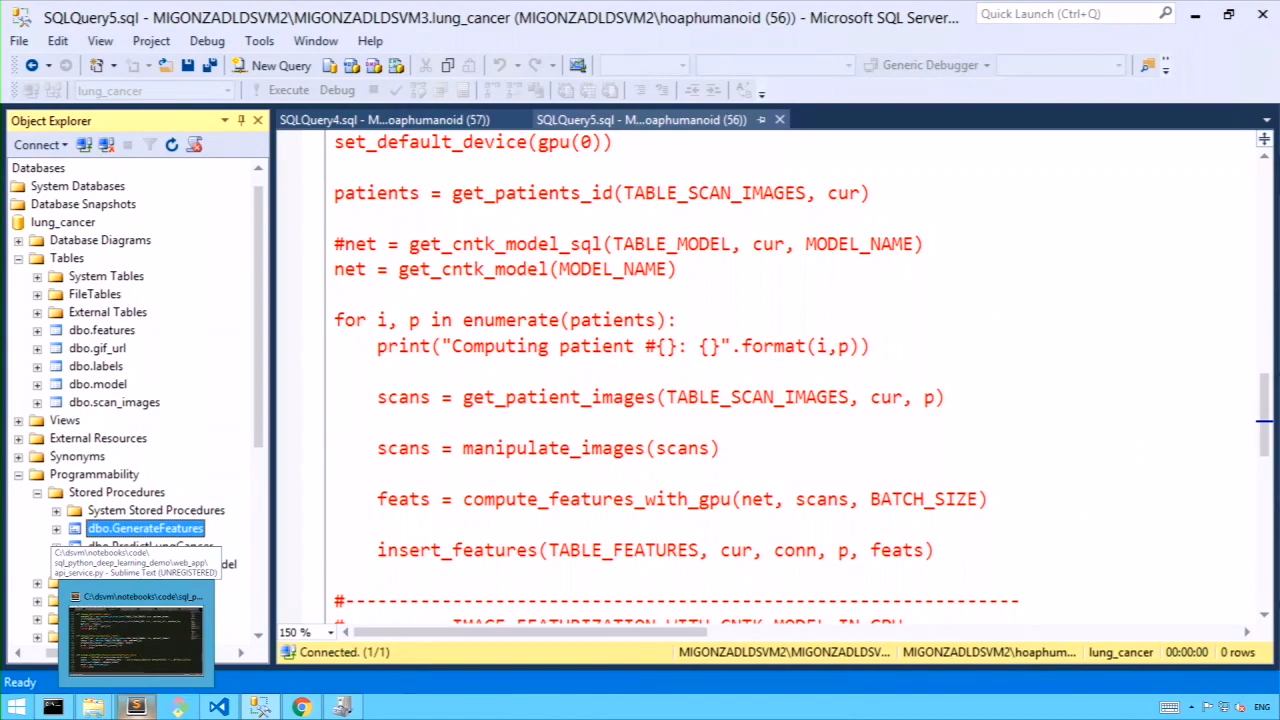 SQLQuery5.sql - MIGONZADLDSVM2\MIGONZADLDSVM3.lung_cancer (MIGONZADLDSVM2\hoaphumanoid (56)) - Microsoft SQL Server...
Quick Launch (Ctrl+Q)
File Edit View Project Debug Tools Window Help
New Query
Generic Debugger
lung_cancer
Execute Debug
Object Explorer
SQLQuery4.sql - M...oaphumanoid (57))
SQLQuery5.sql - M...oaphumanoid (56))
Connect
Databases
System Databases
Database Snapshots
lung_cancer
Database Diagrams
Tables
System Tables
FileTables
External Tables
dbo.features
dbo.gif_url
dbo.labels
dbo.model
dbo.scan_images
Views
External Resources
Synonyms
Programmability
Stored Procedures
System Stored Procedures
dbo.GenerateFeatures
dbo.PredictLungCancer
del
C:\dsvm\notebooks\code\
sql_python_deep_learning_demo\web_app\
api_service.py - Sublime Text (UNREGISTERED)
C:\dsvm\notebooks\code\sql_p...
set_default_device(gpu(0))
patients = get_patients_id(TABLE_SCAN_IMAGES, cur)
#net = get_cntk_model_sql(TABLE_MODEL, cur, MODEL_NAME)
net = get_cntk_model(MODEL_NAME)
for i, p in enumerate(patients):
print("Computing patient #{}: {}".format(i,p))
scans = get_patient_images(TABLE_SCAN_IMAGES, cur, p)
scans = manipulate_images(scans)
feats = compute_features_with_gpu(net, scans, BATCH_SIZE)
insert_features(TABLE_FEATURES, cur, conn, p, feats)
#---------------------------------------------------------------
# IMAGE FEATURIZATION WITH CNTK MODEL IN GPU
150 %
Connected. (1/1)
MIGONZADLDSVM2\MIGONZADLDSV...
MIGONZADLDSVM2\hoaphum...
lung_cancer
00:00:00
0 rows
Ready
ENG